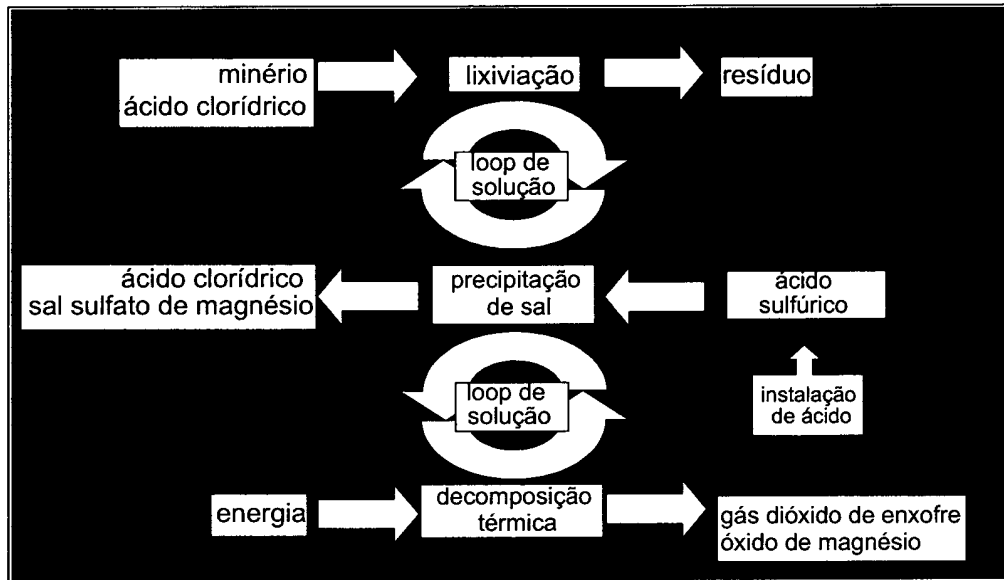 minério
ácido clorídrico
lixiviação
resíduo
loop de
solução
ácido clorídrico
sal sulfato de magnésio
precipitação
de sal
ácido
sulfúrico
loop de
solução
instalação
de ácido
energia
decomposição
térmica
gás dióxido de enxofre
óxido de magnésio